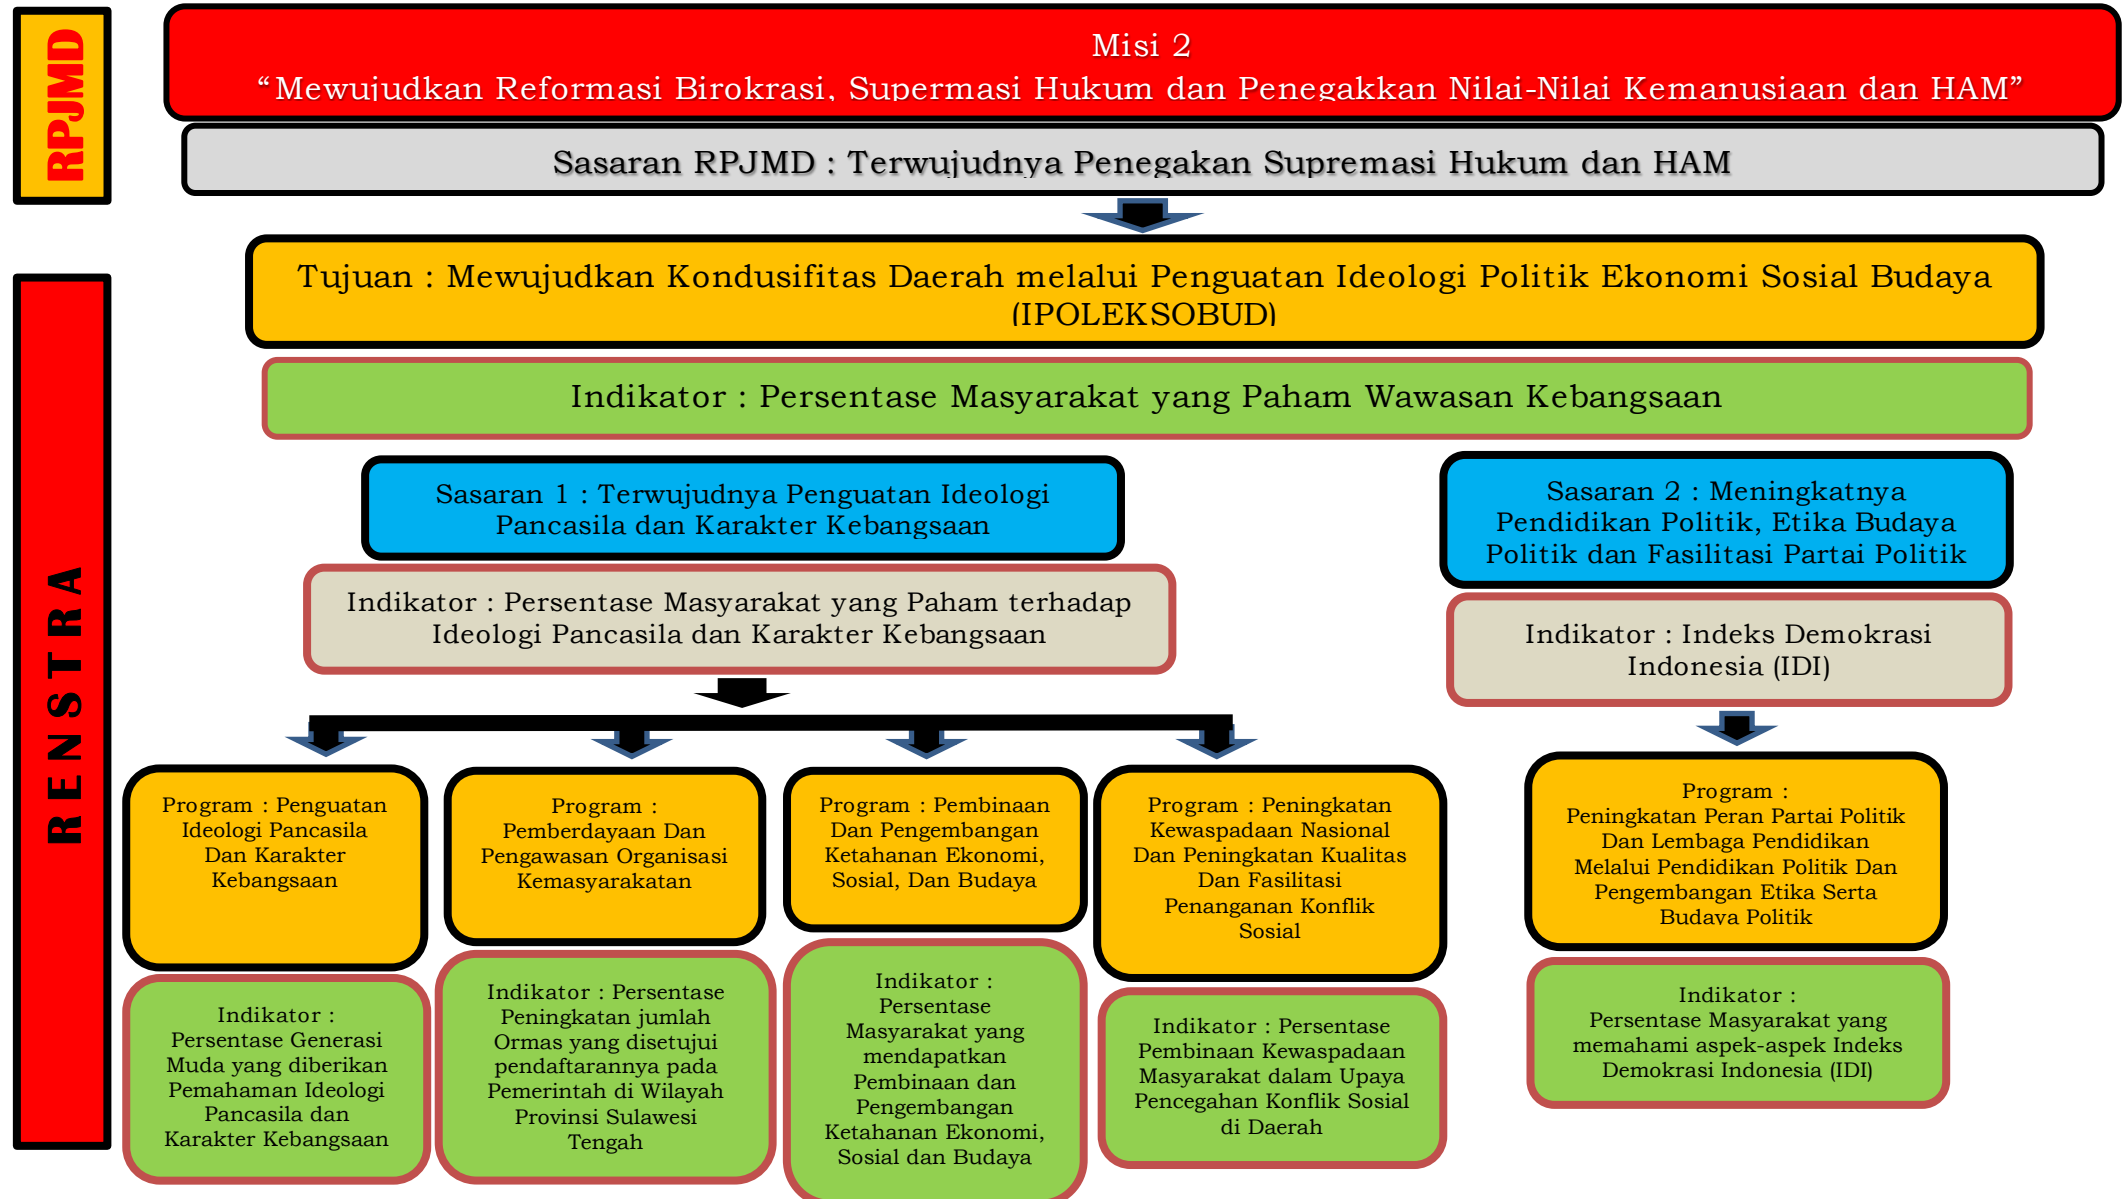 RPJMD
Misi 2
“Mewujudkan Reformasi Birokrasi, Supermasi Hukum dan Penegakkan Nilai-Nilai Kemanusiaan dan HAM”
Sasaran RPJMD : Terwujudnya Penegakan Supremasi Hukum dan HAM
RENSTRA
Tujuan : Mewujudkan Kondusifitas Daerah melalui Penguatan Ideologi Politik Ekonomi Sosial Budaya
(IPOLEKSOBUD)
Indikator : Persentase Masyarakat yang Paham Wawasan Kebangsaan
Sasaran 1 : Terwujudnya Penguatan Ideologi
Pancasila dan Karakter Kebangsaan
Indikator : Persentase Masyarakat yang Paham terhadap
Ideologi Pancasila dan Karakter Kebangsaan
Sasaran 2 : Meningkatnya
Pendidikan Politik, Etika Budaya
Politik dan Fasilitasi Partai Politik
Indikator : Indeks Demokrasi
Indonesia (IDI)
Program : Penguatan
Ideologi Pancasila
Dan Karakter
Kebangsaan
Indikator :
Persentase Generasi
Muda yang diberikan
Pemahaman Ideologi
Pancasila dan
Karakter Kebangsaan
Program :
Pemberdayaan Dan
Pengawasan Organisasi
Kemasyarakatan
Indikator : Persentase
Peningkatan jumlah
Ormas yang disetujui
pendaftarannya pada
Pemerintah di Wilayah
Provinsi Sulawesi
Tengah
Program : Pembinaan
Dan Pengembangan
Ketahanan Ekonomi,
Sosial, Dan Budaya
Indikator :
Persentase
Masyarakat yang
mendapatkan
Pembinaan dan
Pengembangan
Ketahanan Ekonomi,
Sosial dan Budaya
Program : Peningkatan
Kewaspadaan Nasional
Dan Peningkatan Kualitas
Dan Fasilitasi
Penanganan Konflik
Sosial
Indikator : Persentase
Pembinaan Kewaspadaan
Masyarakat dalam Upaya
Pencegahan Konflik Sosial
di Daerah
Program :
Peningkatan Peran Partai Politik
Dan Lembaga Pendidikan
Melalui Pendidikan Politik Dan
Pengembangan Etika Serta
Budaya Politik
Indikator :
Persentase Masyarakat yang
memahami aspek-aspek Indeks
Demokrasi Indonesia (IDI)